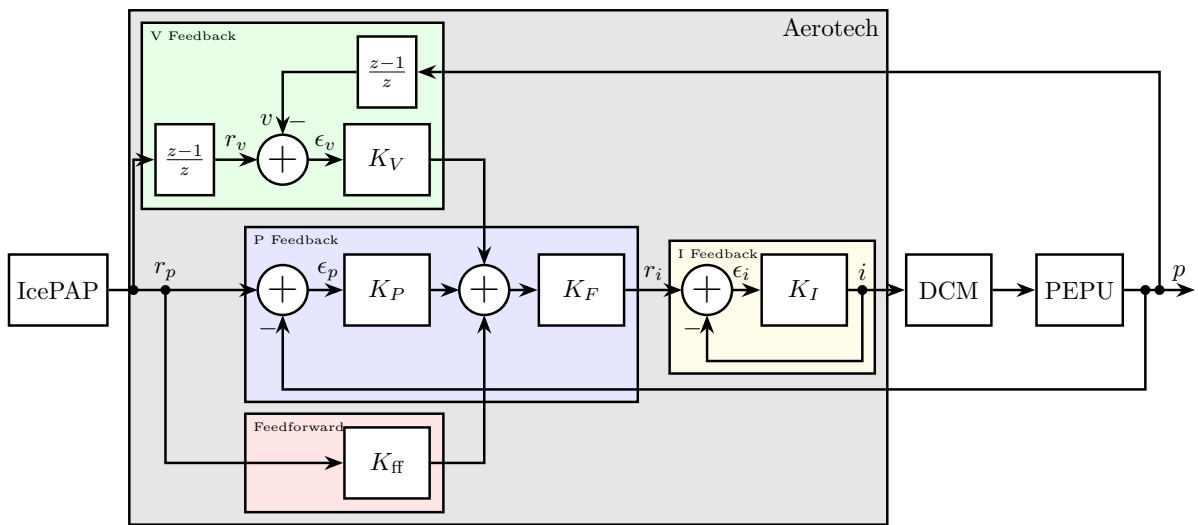 Aerotech
V Feedback
z−1
z
v
−
r_v
ϵ_v
z−1
z
+
K_V
P Feedback
I Feedback
IcePAP
r_p
ϵ_p
r_i
ϵ_i
i
p
+
K_P
+
K_F
+
K_I
DCM
PEPU
−
−
Feedforward
K_ff